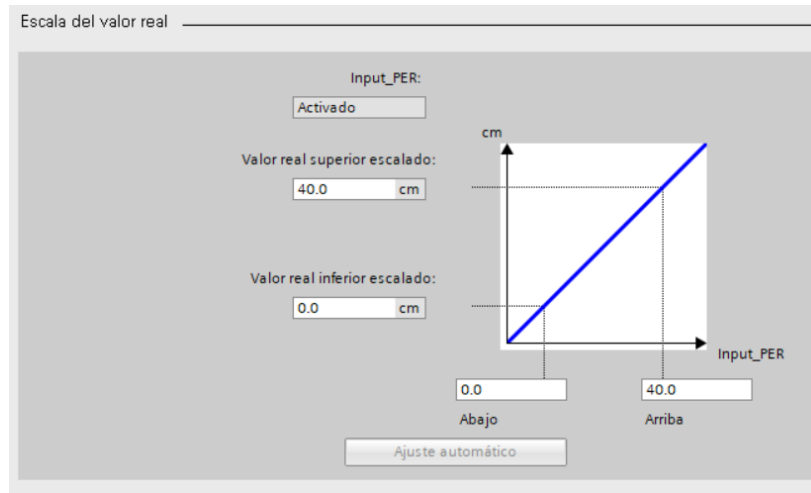 Escala del valor real
Input_PER:
Activado
cm
Valor real superior escalado:
40.0 cm
Valor real inferior escalado:
0.0 cm
Input_PER
0.0 40.0
Abajo Arriba
Ajuste automático